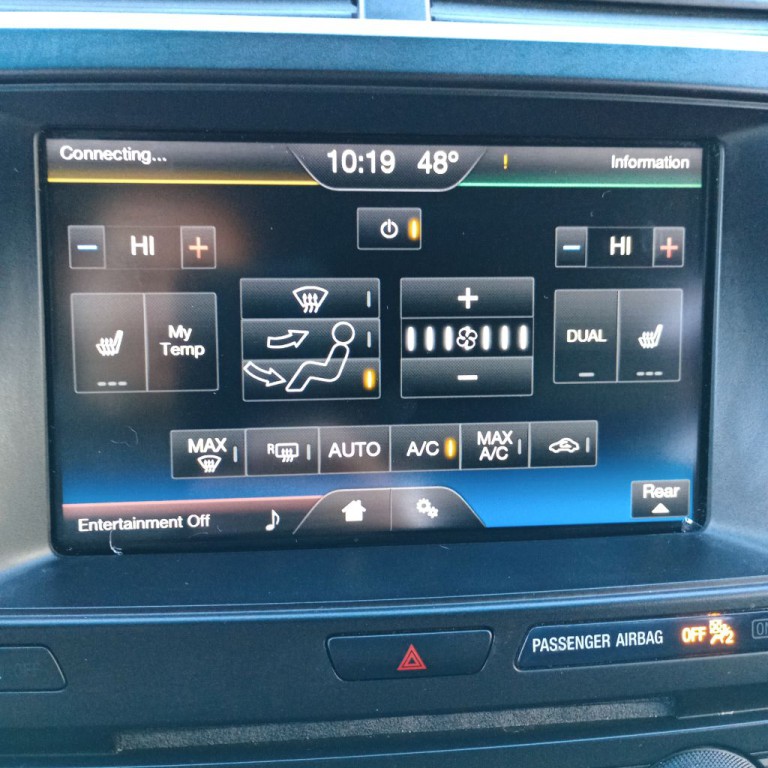 Connecting... 10:19 48° ! Information
− HI + − HI +
+
My Temp DUAL
−
MAX R AUTO A/C MAX A/C
Rear
Entertainment Off
PASSENGER AIRBAG OFF 2